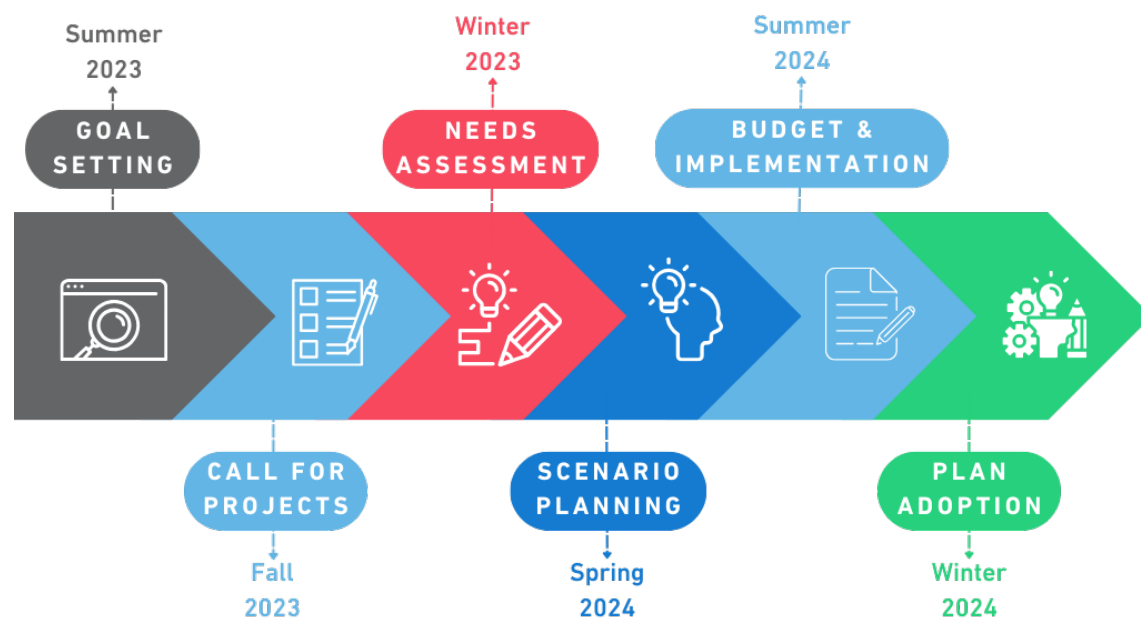 Summer
2023
GOAL
SETTING
CALL FOR
PROJECTS
Fall
2023
Winter
2023
NEEDS
ASSESSMENT
SCENARIO
PLANNING
Spring
2024
Summer
2024
BUDGET &
IMPLEMENTATION
PLAN
ADOPTION
Winter
2024